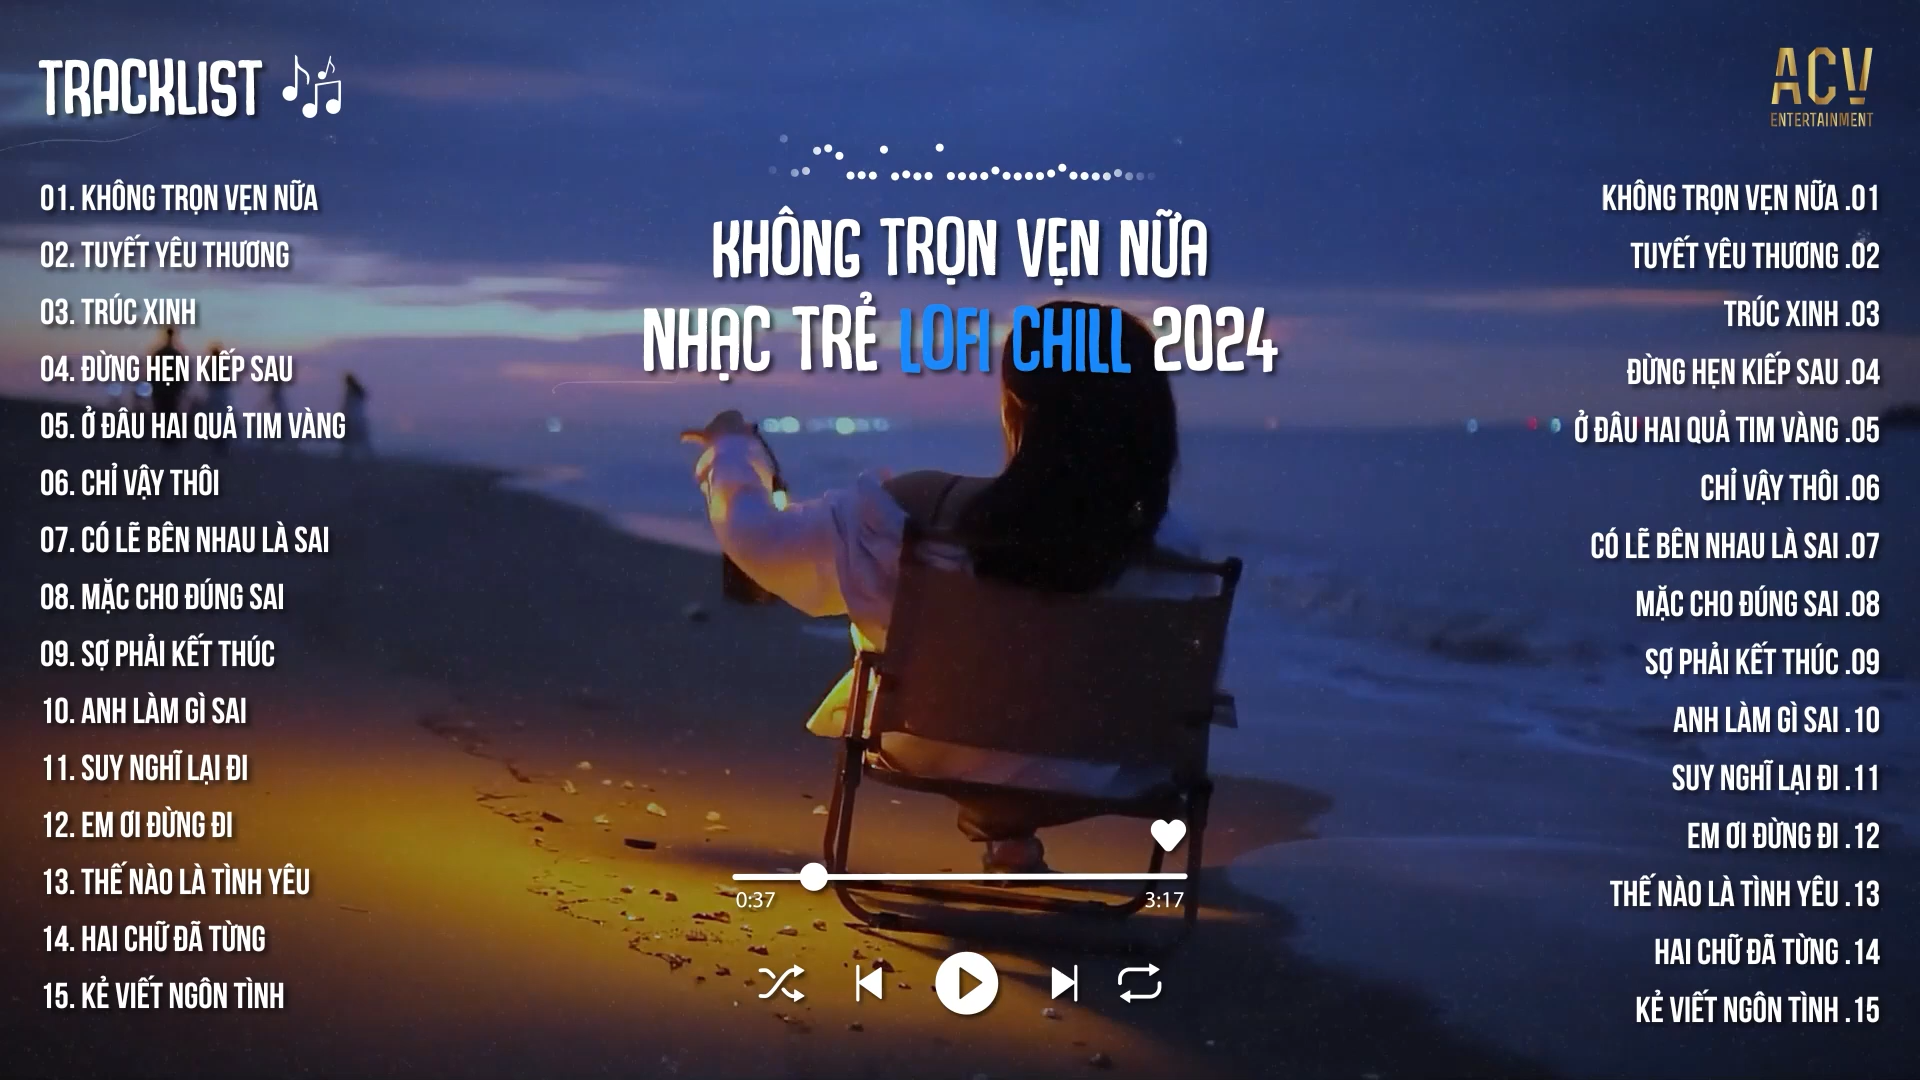 TRACKLIST
ACV
ENTERTAINMENT
KHÔNG TRỌN VẸN NỮA
NHẠC TRẺ LOFI CHILL 2024
01. KHÔNG TRỌN VẸN NỮA
02. TUYẾT YÊU THƯƠNG
03. TRÚC XINH
04. ĐỪNG HẸN KIẾP SAU
05. Ở ĐÂU HAI QUẢ TIM VÀNG
06. CHỈ VẬY THÔI
07. CÓ LẼ BÊN NHAU LÀ SAI
08. MẶC CHO ĐÚNG SAI
09. SỢ PHẢI KẾT THÚC
10. ANH LÀM GÌ SAI
11. SUY NGHĨ LẠI ĐI
12. EM ƠI ĐỪNG ĐI
13. THẾ NÀO LÀ TÌNH YÊU
14. HAI CHỮ ĐÃ TỪNG
15. KẺ VIẾT NGÔN TÌNH
KHÔNG TRỌN VẸN NỮA .01
TUYẾT YÊU THƯƠNG .02
TRÚC XINH .03
ĐỪNG HẸN KIẾP SAU .04
Ở ĐÂU HAI QUẢ TIM VÀNG .05
CHỈ VẬY THÔI .06
CÓ LẼ BÊN NHAU LÀ SAI .07
MẶC CHO ĐÚNG SAI .08
SỢ PHẢI KẾT THÚC .09
ANH LÀM GÌ SAI .10
SUY NGHĨ LẠI ĐI .11
EM ƠI ĐỪNG ĐI .12
THẾ NÀO LÀ TÌNH YÊU .13
HAI CHỮ ĐÃ TỪNG .14
KẺ VIẾT NGÔN TÌNH .15
0:37
3:17